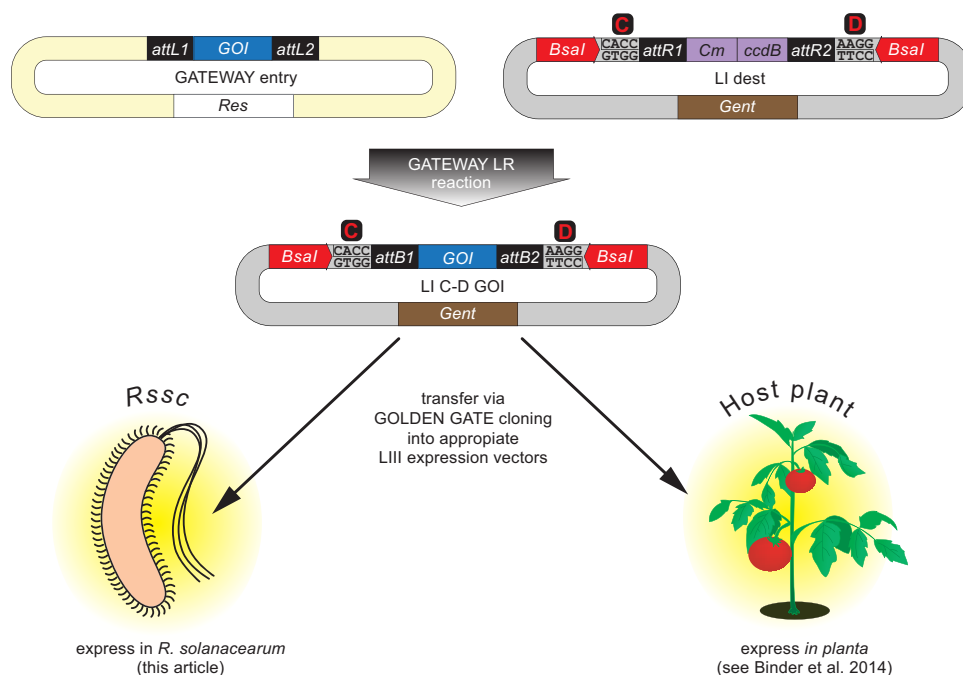 attL1 GOI attL2
GATEWAY entry
Res
C D
BsaI CACC attR1 Cm ccdB attR2 AAGG BsaI
GTGG TTCC
LI dest
Gent
GATEWAY LR
reaction
C D
BsaI CACC attB1 GOI attB2 AAGG BsaI
GTGG TTCC
LI C-D GOI
Gent
Rssc
transfer via
GOLDEN GATE cloning
into appropiate
LIII expression vectors
Host plant
express in R. solanacearum
(this article)
express in planta
(see Binder et al. 2014)